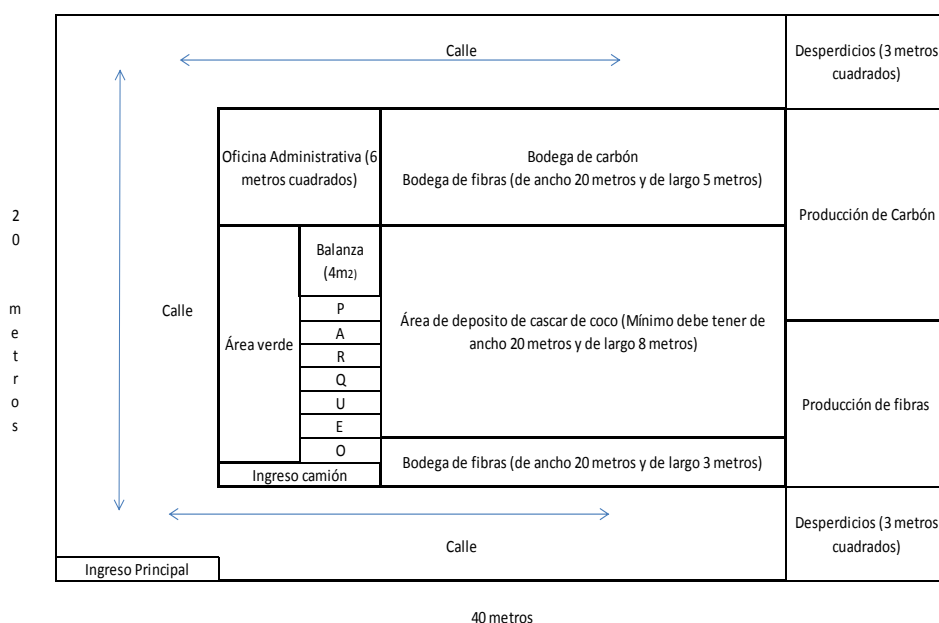 Calle
Desperdicios (3 metros
cuadrados)
Oficina Administrativa (6
metros cuadrados)
Bodega de carbón
Bodega de fibras (de ancho 20 metros y de largo 5 metros)
Producción de Carbón
2
0
m
e
t
r
o
s
Calle
Área verde
Balanza
(4m2)
P
A
R
Q
U
E
O
Área de deposito de cascar de coco (Mínimo debe tener de
ancho 20 metros y de largo 8 metros)
Producción de fibras
Ingreso camión
Bodega de fibras (de ancho 20 metros y de largo 3 metros)
Calle
Desperdicios (3 metros
cuadrados)
Ingreso Principal
40 metros